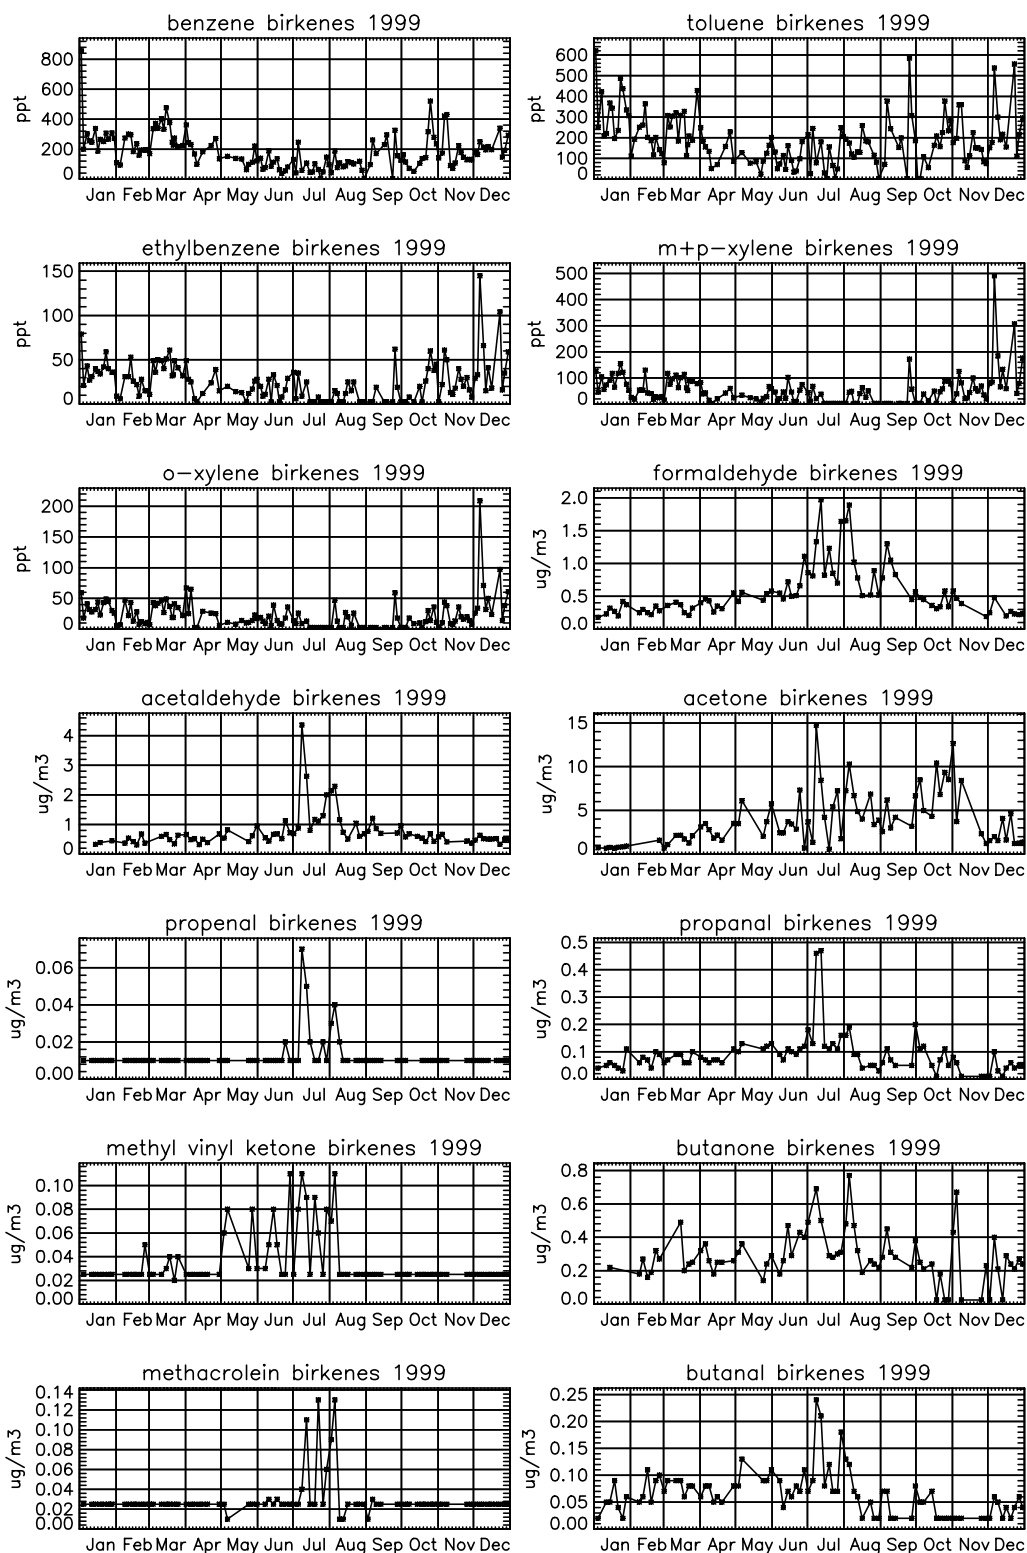 benzene birkenes 1999
ppt
800
600
400
200
0
Jan Feb Mar Apr May Jun Jul Aug Sep Oct Nov Dec
toluene birkenes 1999
ppt
600
500
400
300
200
100
0
Jan Feb Mar Apr May Jun Jul Aug Sep Oct Nov Dec
ethylbenzene birkenes 1999
ppt
150
100
50
0
Jan Feb Mar Apr May Jun Jul Aug Sep Oct Nov Dec
m+p-xylene birkenes 1999
ppt
500
400
300
200
100
0
Jan Feb Mar Apr May Jun Jul Aug Sep Oct Nov Dec
o-xylene birkenes 1999
ppt
200
150
100
50
0
Jan Feb Mar Apr May Jun Jul Aug Sep Oct Nov Dec
formaldehyde birkenes 1999
ug/m3
2.0
1.5
1.0
0.5
0.0
Jan Feb Mar Apr May Jun Jul Aug Sep Oct Nov Dec
acetaldehyde birkenes 1999
ug/m3
4
3
2
1
0
Jan Feb Mar Apr May Jun Jul Aug Sep Oct Nov Dec
acetone birkenes 1999
ug/m3
15
10
5
0
Jan Feb Mar Apr May Jun Jul Aug Sep Oct Nov Dec
propenal birkenes 1999
ug/m3
0.06
0.04
0.02
0.00
Jan Feb Mar Apr May Jun Jul Aug Sep Oct Nov Dec
propanal birkenes 1999
ug/m3
0.5
0.4
0.3
0.2
0.1
0.0
Jan Feb Mar Apr May Jun Jul Aug Sep Oct Nov Dec
methyl vinyl ketone birkenes 1999
ug/m3
0.10
0.08
0.06
0.04
0.02
0.00
Jan Feb Mar Apr May Jun Jul Aug Sep Oct Nov Dec
butanone birkenes 1999
ug/m3
0.8
0.6
0.4
0.2
0.0
Jan Feb Mar Apr May Jun Jul Aug Sep Oct Nov Dec
methacrolein birkenes 1999
ug/m3
0.14
0.12
0.10
0.08
0.06
0.04
0.02
0.00
Jan Feb Mar Apr May Jun Jul Aug Sep Oct Nov Dec
butanal birkenes 1999
ug/m3
0.25
0.20
0.15
0.10
0.05
0.00
Jan Feb Mar Apr May Jun Jul Aug Sep Oct Nov Dec